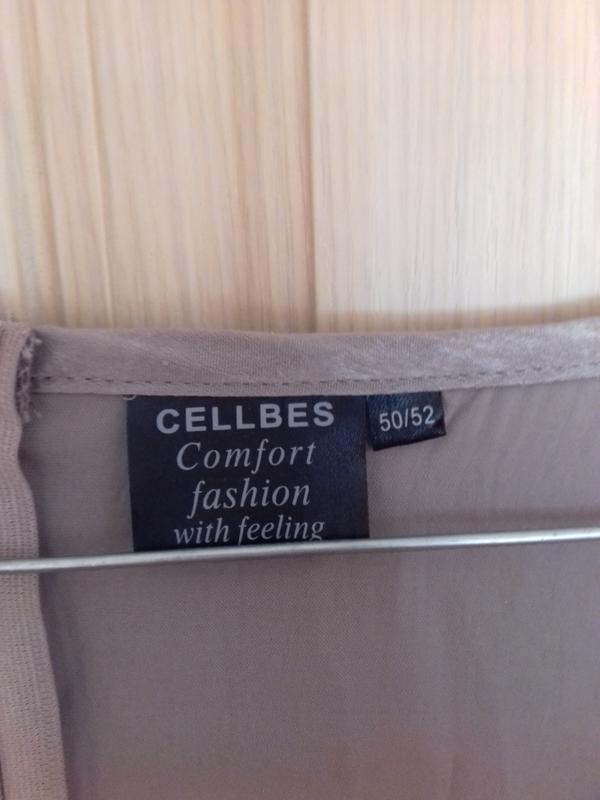 CELLBES
50/52
Comfort
fashion
with feeling